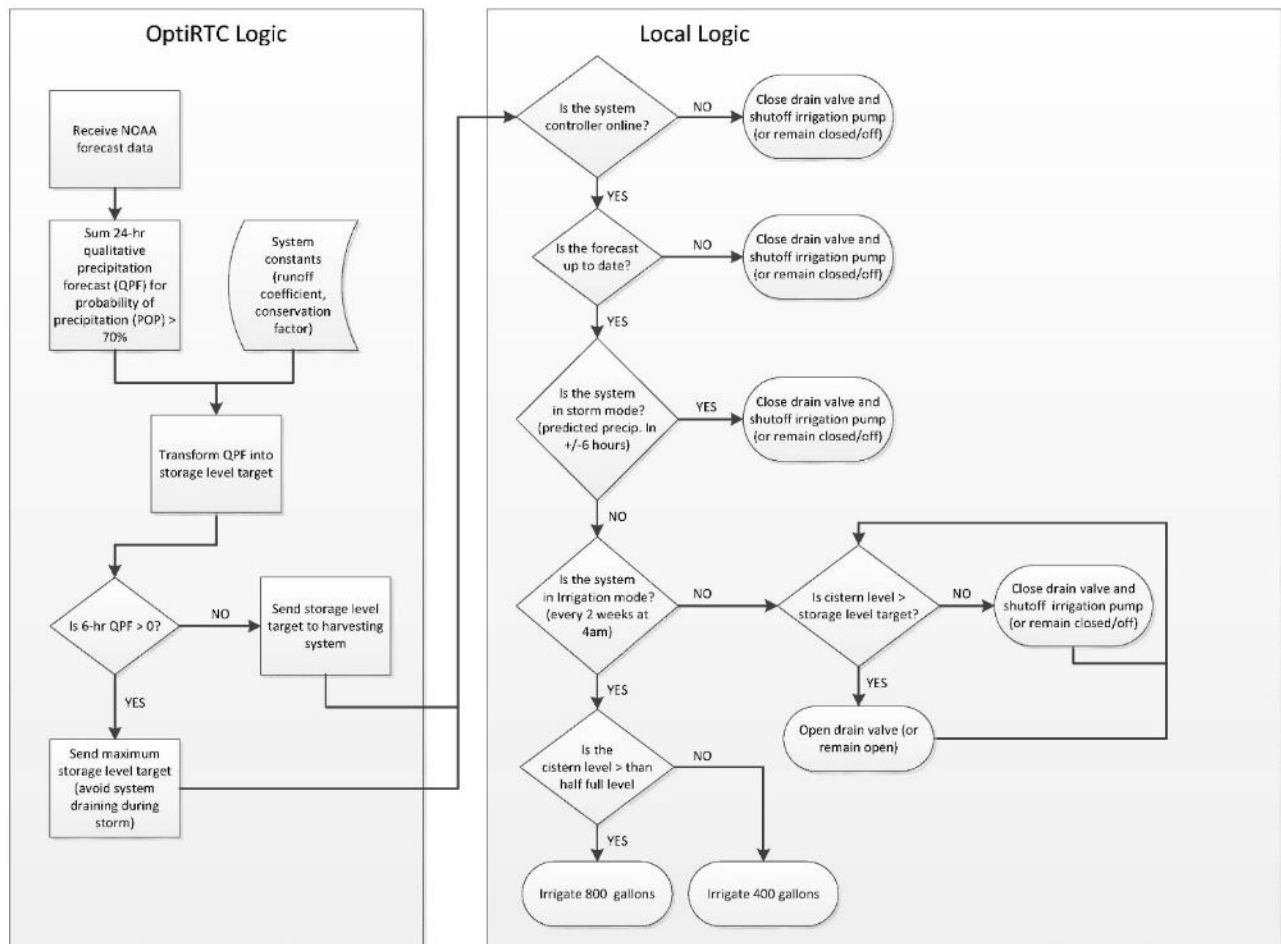 OptiRTC Logic
Receive NOAA
forecast data
Sum 24-hr
qualitative
precipitation
forecast (QPF) for
probability of
precipitation (POP) >
70%
System
constants
(runoff
coefficient,
conservation
factor)
Transform QPF into
storage level target
Is 6-hr QPF > 0?
NO
Send storage level
target to harvesting
system
YES
Send maximum
storage level target
(avoid system
draining during
storm)
Local Logic
Is the system
controller online?
NO
Close drain valve and
shutoff irrigation pump
(or remain closed/off)
YES
Is the forecast
up to date?
NO
Close drain valve and
shutoff irrigation pump
(or remain closed/off)
YES
Is the system
in storm mode?
(predicted precip. In
+/-6 hours)
YES
Close drain valve and
shutoff irrigation pump
(or remain closed/off)
NO
Is the system
in Irrigation mode?
(every 2 weeks at
4am)
NO
Is cistern level >
storage level target?
NO
Close drain valve and
shutoff irrigation pump
(or remain closed/off)
YES
Open drain valve (or
remain open)
YES
Is the
cistern level > than
half full level
NO
YES
Irrigate 800 gallons
Irrigate 400 gallons